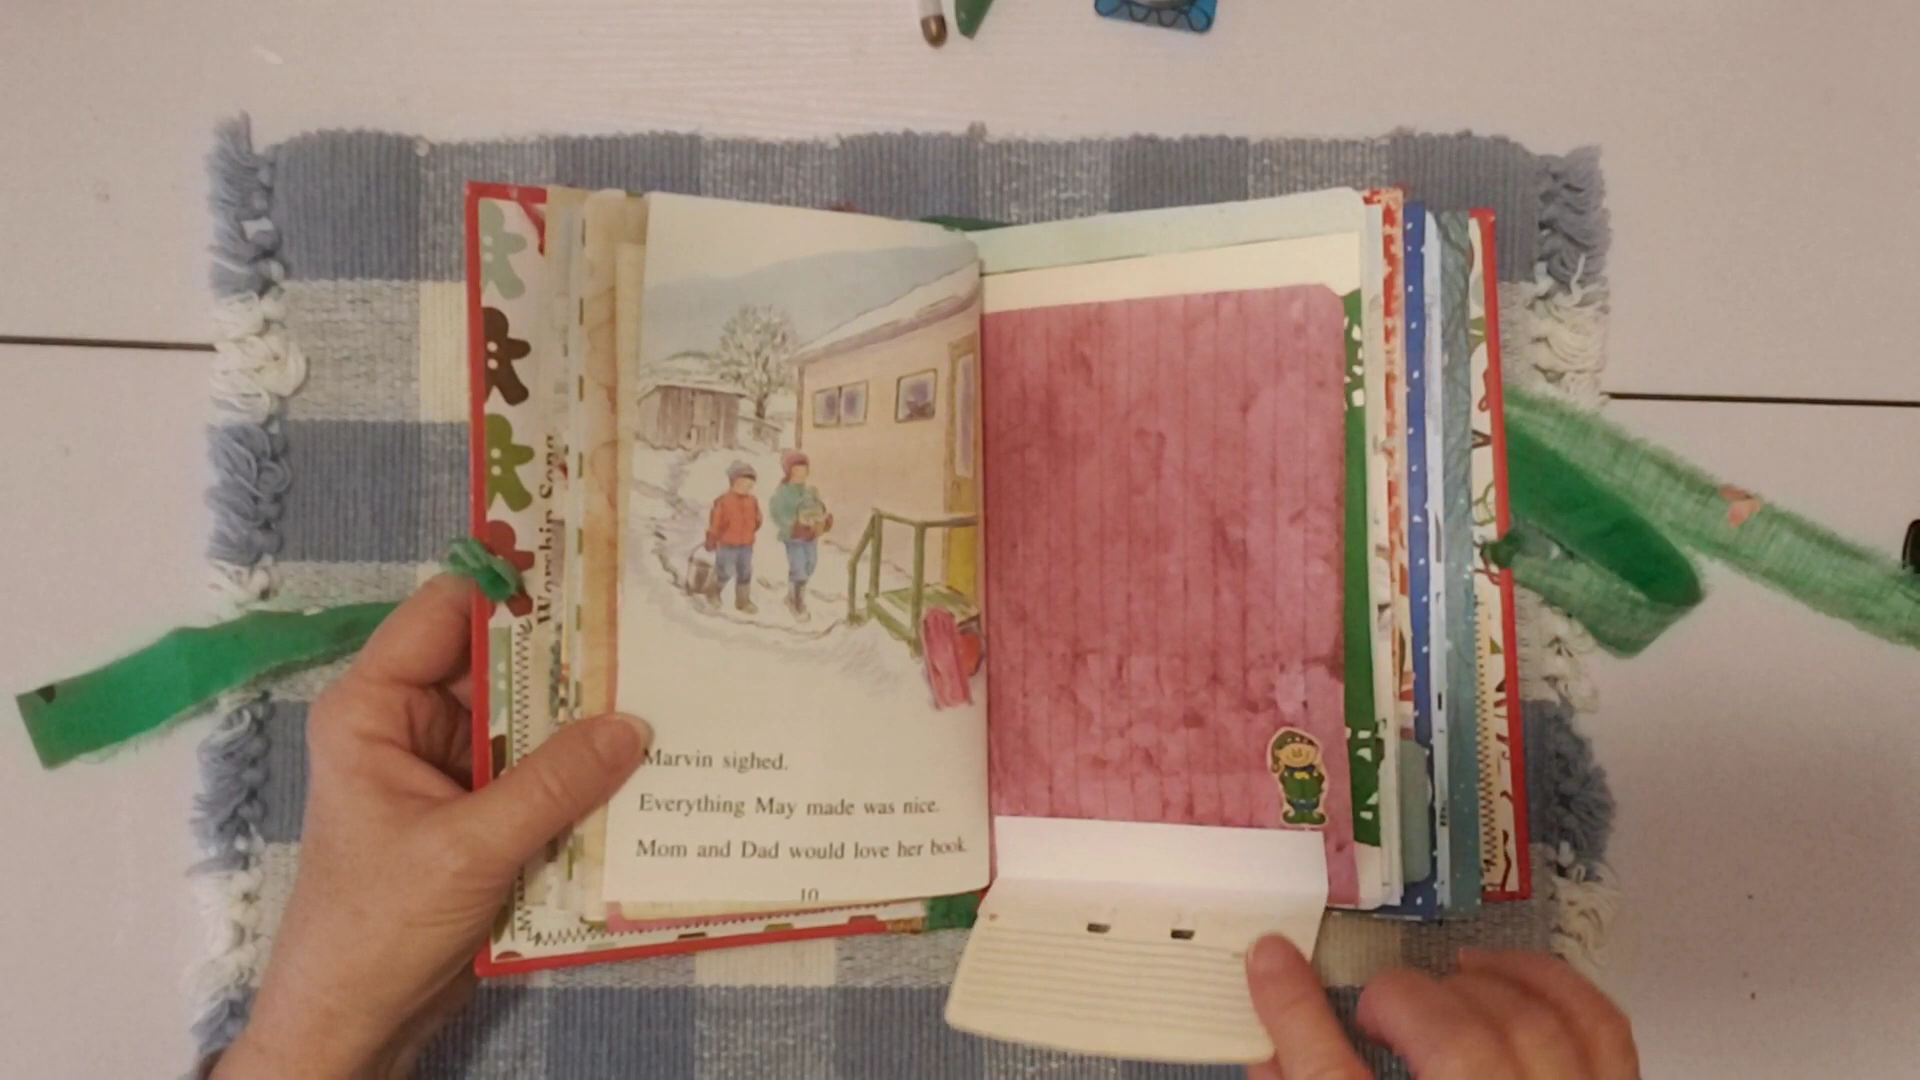 Worship Song
Marvin sighed.
Everything May made was nice.
Mom and Dad would love her book.
10